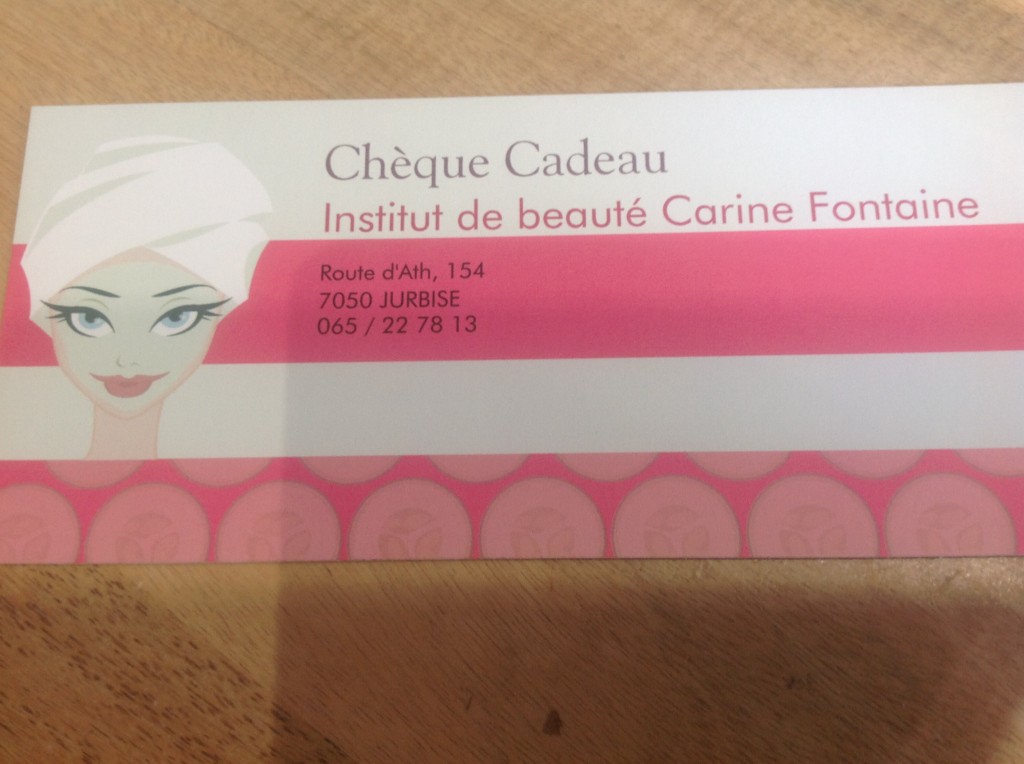 Chèque Cadeau
Institut de beauté Carine Fontaine
Route d'Ath, 154
7050 JURBISE
065 / 22 78 13